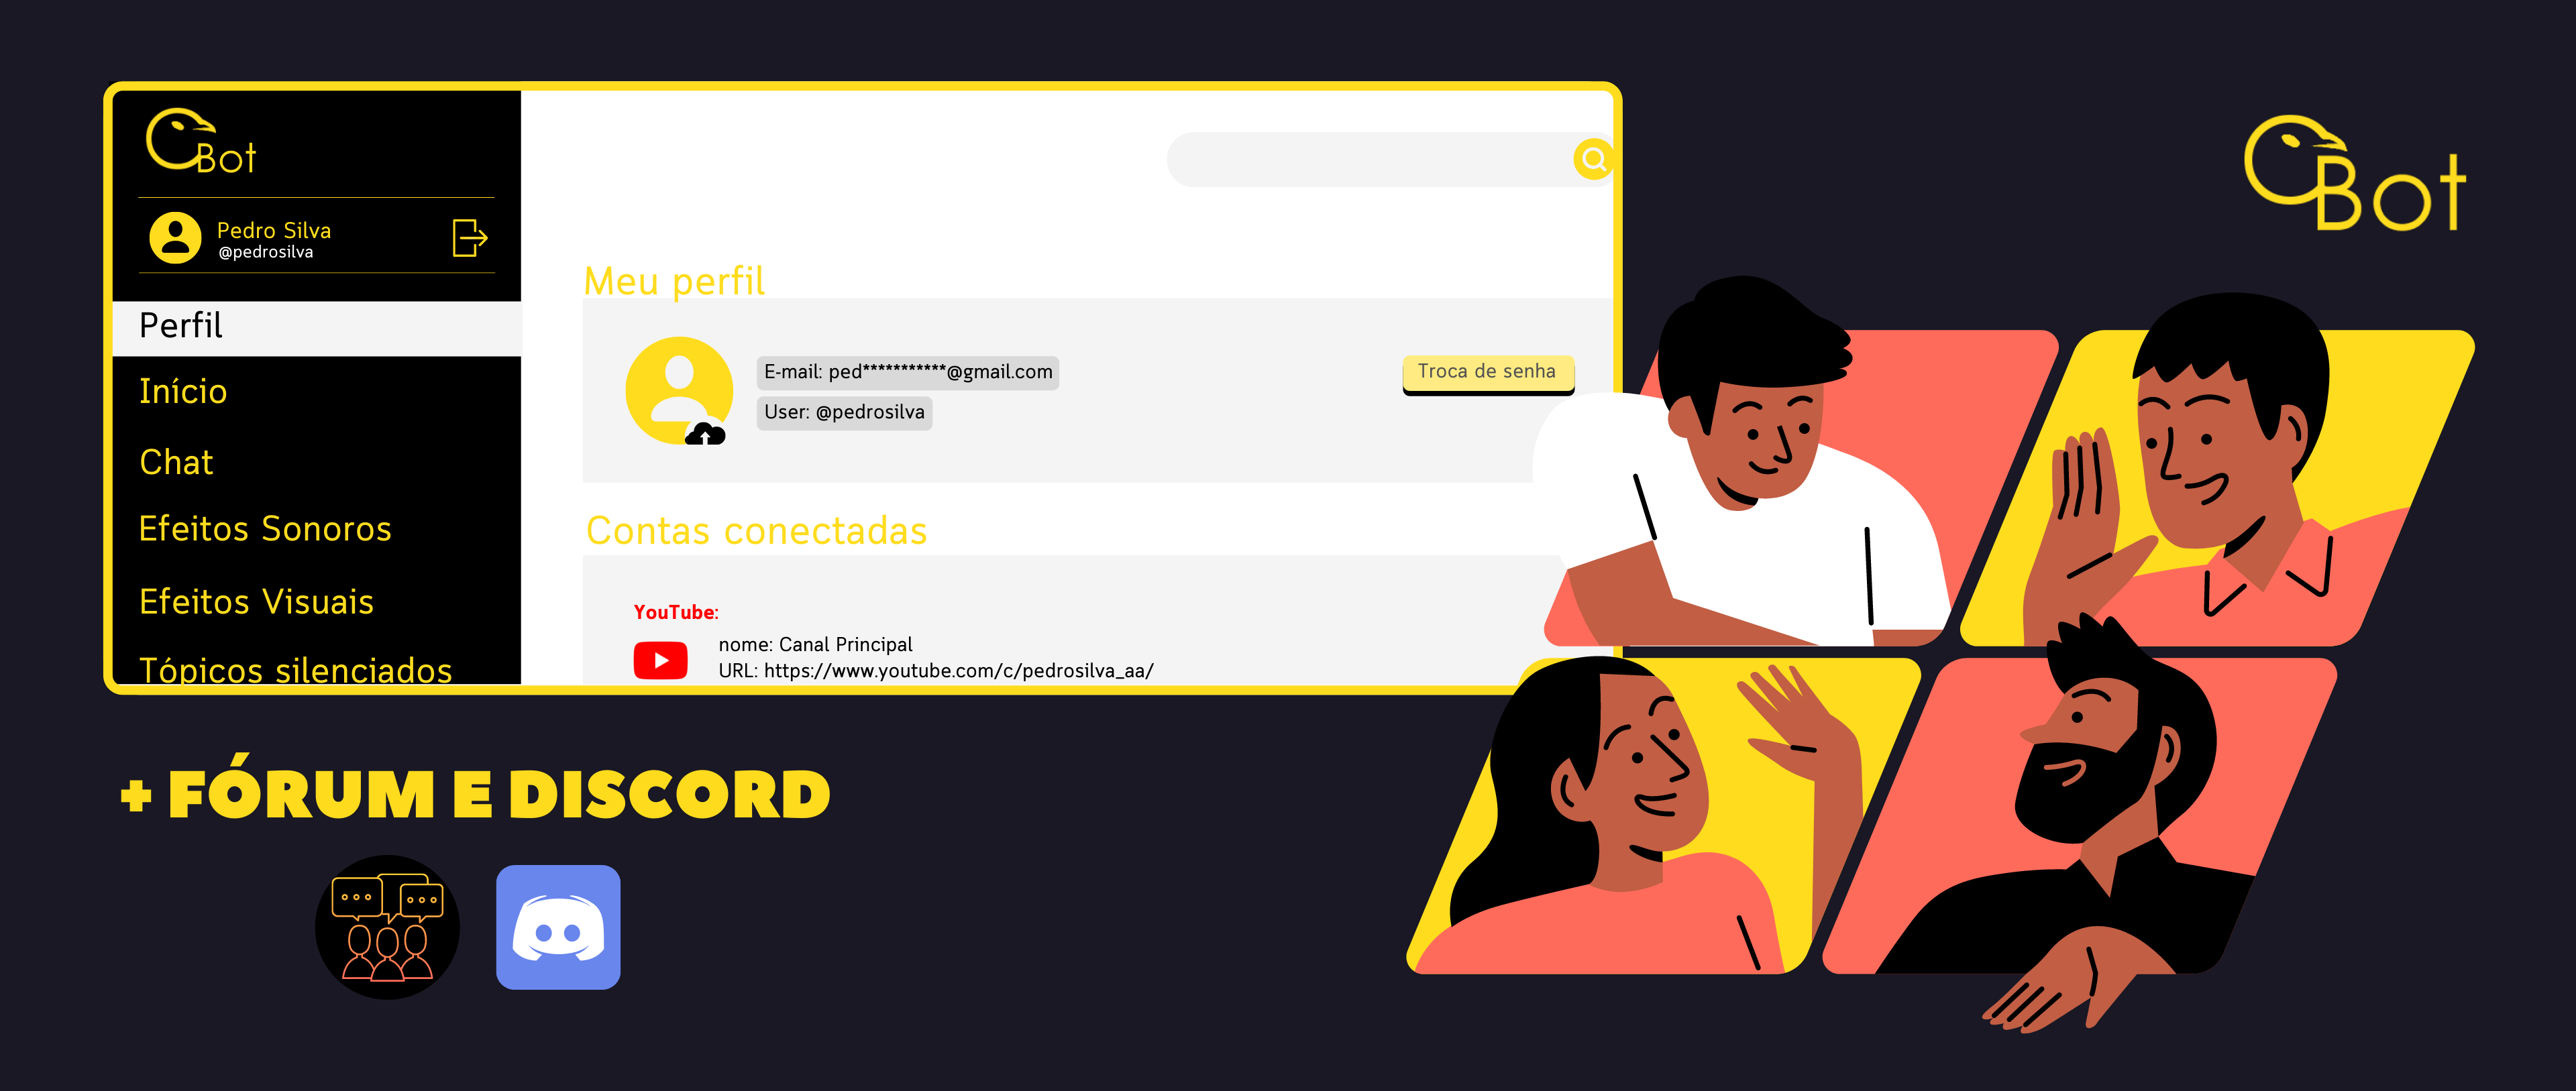 Bot
Pedro Silva
@pedrosilva
Perfil
Início
Chat
Efeitos Sonoros
Efeitos Visuais
Tópicos silenciados
Meu perfil
E-mail: ped***********@gmail.com
User: @pedrosilva
Troca de senha
Contas conectadas
YouTube:
nome: Canal Principal
URL: https://www.youtube.com/c/pedrosilva_aa/
Bot
+ FÓRUM E DISCORD